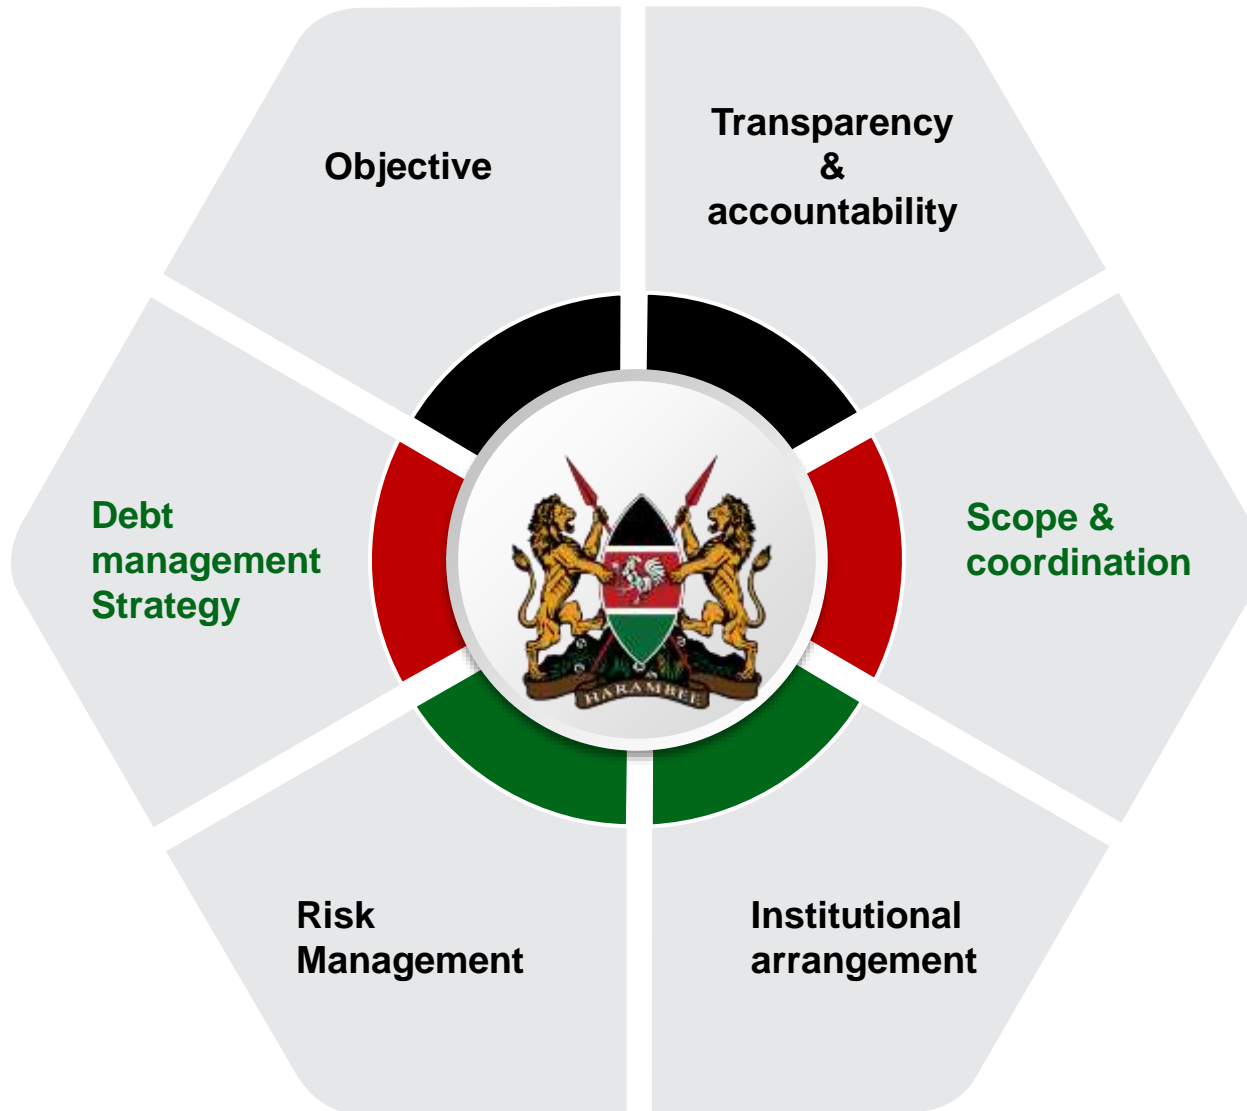 Objective
Transparency
&
accountability
Debt
management
Strategy
Scope &
coordination
HARAMBEE
Risk
Management
Institutional
arrangement